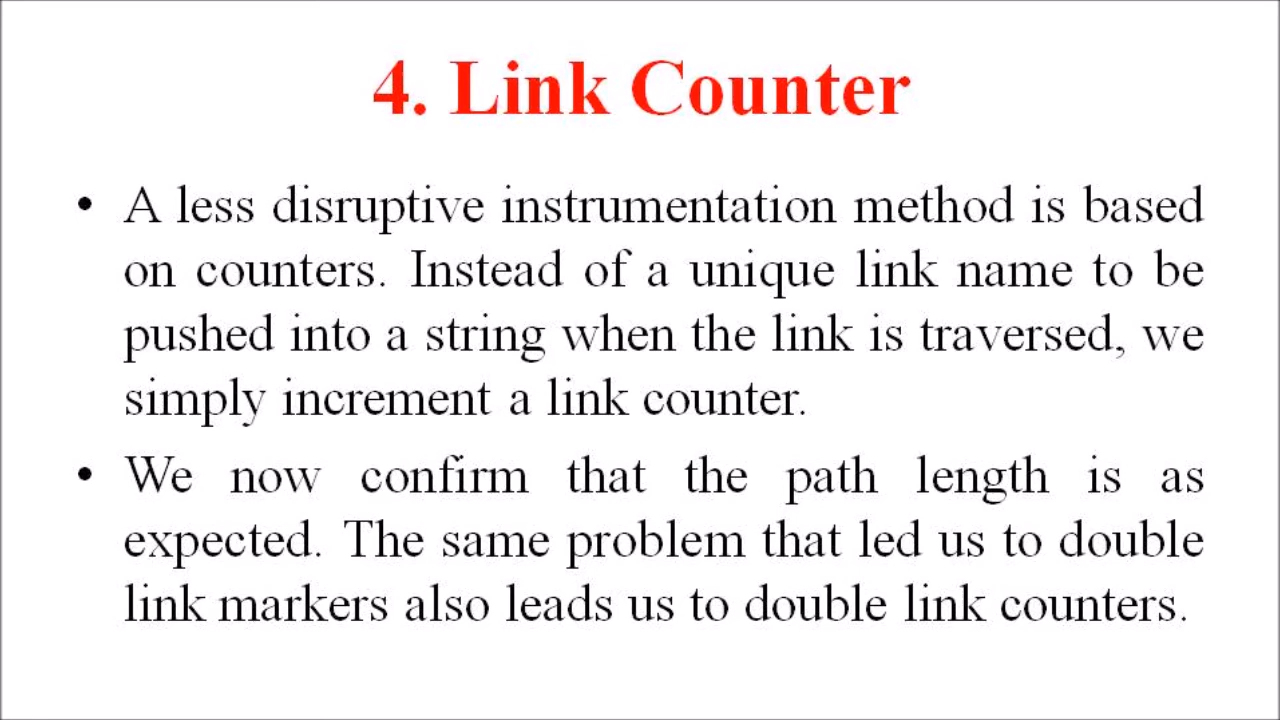 4. Link Counter
• A less disruptive instrumentation method is based
on counters. Instead of a unique link name to be
pushed into a string when the link is traversed, we
simply increment a link counter.
• We now confirm that the path length is as
expected. The same problem that led us to double
link markers also leads us to double link counters.